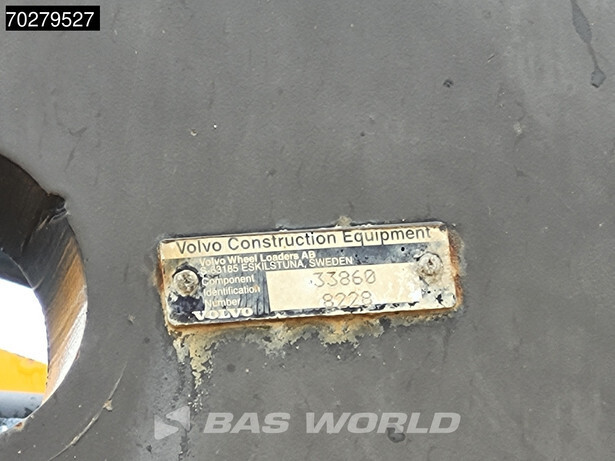 70279527
Volvo Construction Equipment
Volvo Wheel Loaders AB
S-63185 ESKILSTUNA, SWEDEN
Component 33860
Identification
Number 8228
VOLVO
BAS WORLD